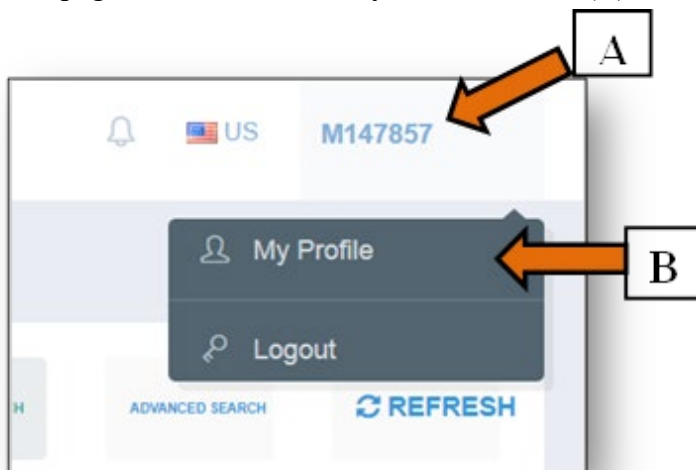 A
US
M147857
My Profile
B
Logout
H
ADVANCED SEARCH
REFRESH